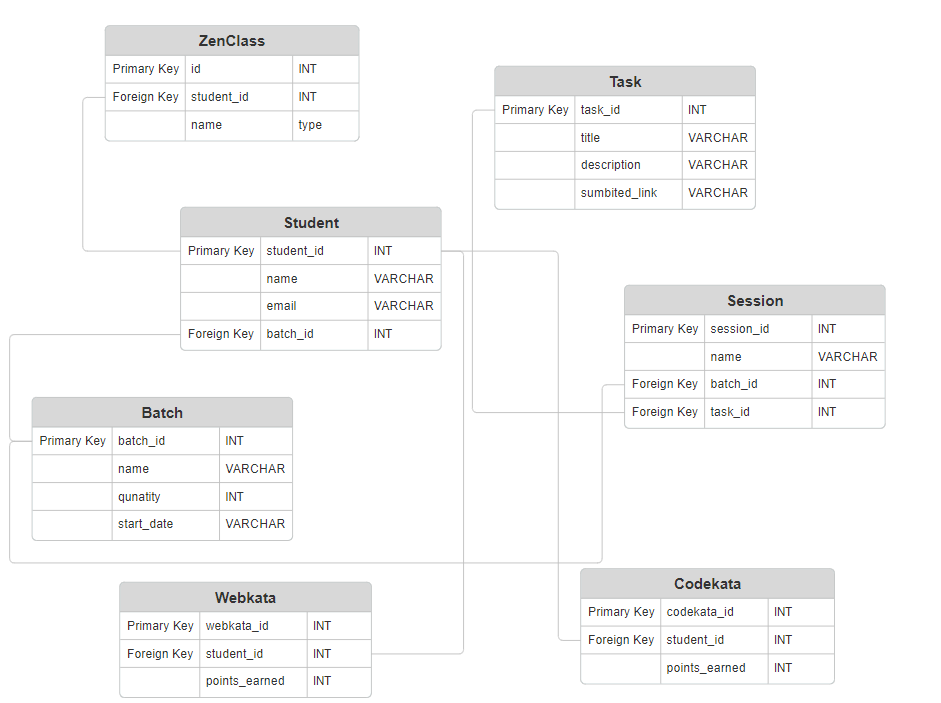 ZenClass
Primary Key id INT
Foreign Key student_id INT
name type
Task
Primary Key task_id INT
title VARCHAR
description VARCHAR
sumbited_link VARCHAR
Student
Primary Key student_id INT
name VARCHAR
email VARCHAR
Foreign Key batch_id INT
Session
Primary Key session_id INT
name VARCHAR
Foreign Key batch_id INT
Foreign Key task_id INT
Batch
Primary Key batch_id INT
name VARCHAR
qunatity INT
start_date VARCHAR
Webkata
Primary Key webkata_id INT
Foreign Key student_id INT
points_earned INT
Codekata
Primary Key codekata_id INT
Foreign Key student_id INT
points_earned INT